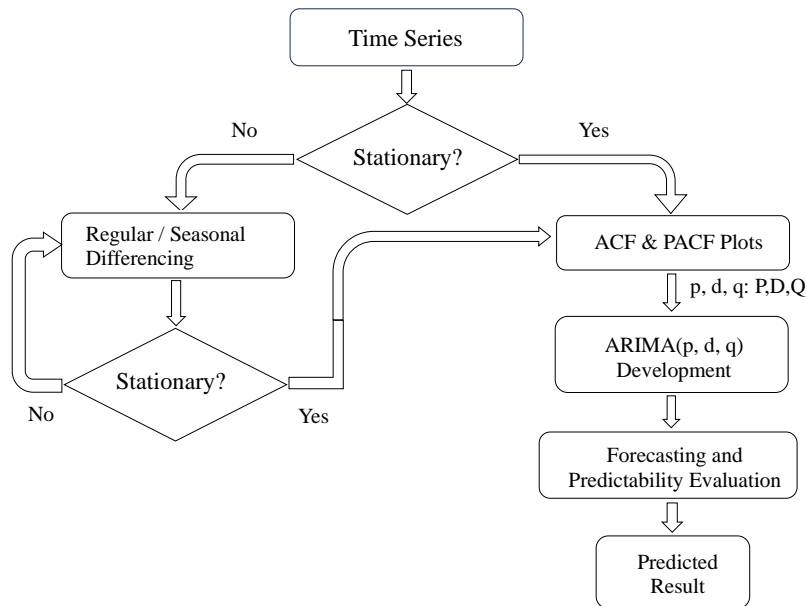 Time Series
No
Yes
Stationary?
Regular / Seasonal
Differencing
ACF & PACF Plots
p, d, q: P,D,Q
Stationary?
No
Yes
ARIMA(p, d, q)
Development
Forecasting and
Predictability Evaluation
Predicted
Result